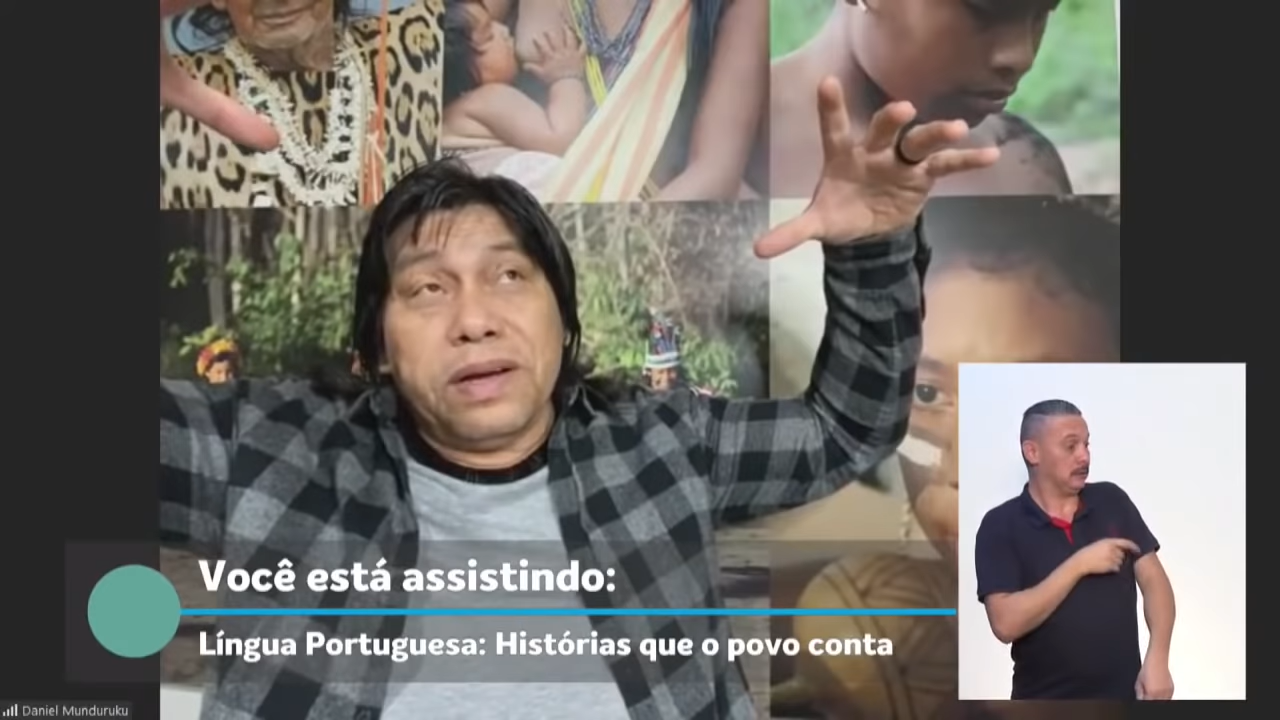 Você está assistindo:
Língua Portuguesa: Histórias que o povo conta
Daniel Munduruku